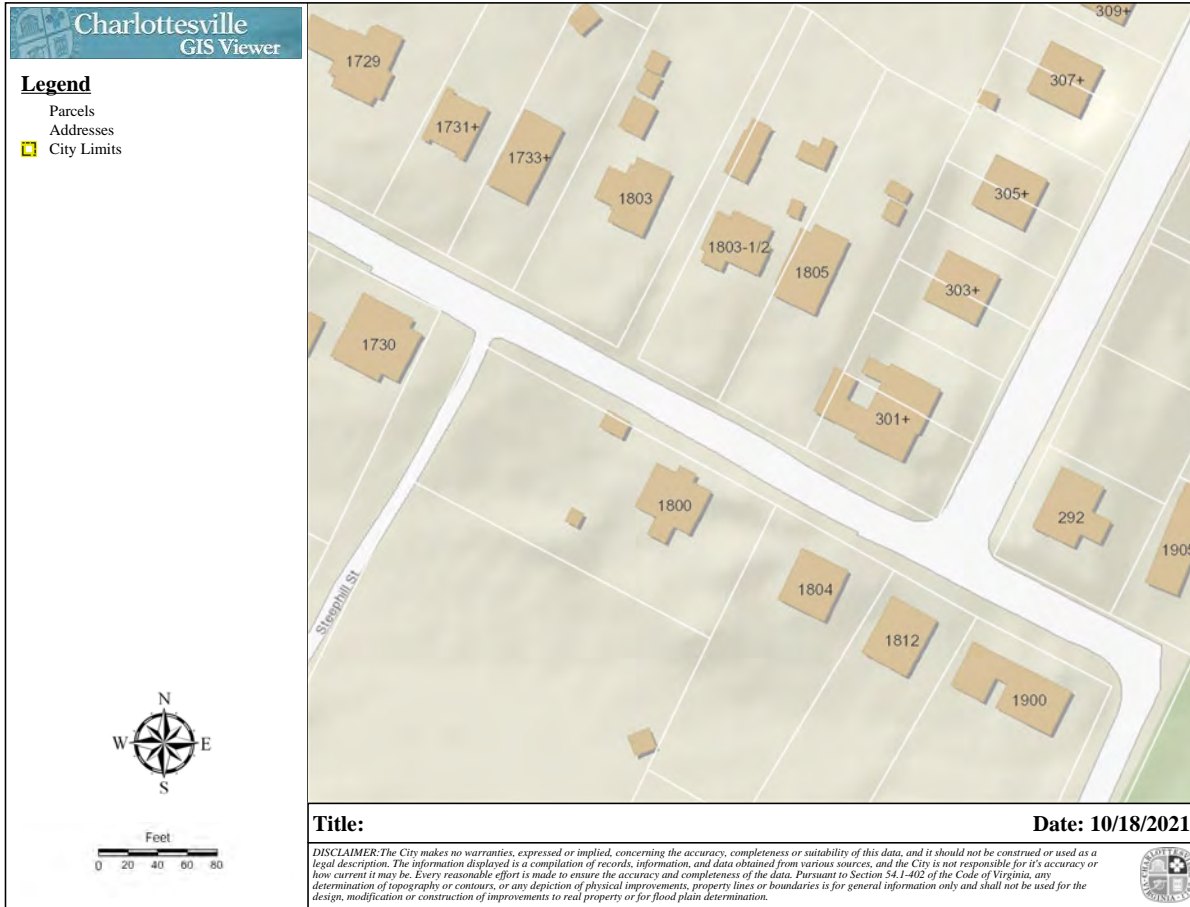 Charlottesville
GIS Viewer
Legend
Parcels
Addresses
City Limits
309+
307+
1729
1731+
1733+
305+
1803
1803-1/2
1805
303+
1730
301+
1800
292
1905
1804
1812
1900
Steephill St
N
W
E
S
Feet
0 20 40 60 80
Title:
Date: 10/18/2021
DISCLAIMER:The City makes no warranties, expressed or implied, concerning the accuracy, completeness or suitability of this data, and it should not be construed or used as a
legal description. The information displayed is a compilation of records, information, and data obtained from various sources, and the City is not responsible for it's accuracy or
how current it may be. Every reasonable effort is made to ensure the accuracy and completeness of the data. Pursuant to Section 54.1-402 of the Code of Virginia, any
determination of topography or contours, or any depiction of physical improvements, property lines or boundaries is for general information only and shall not be used for the
design, modification or construction of improvements to real property or for flood plain determination.